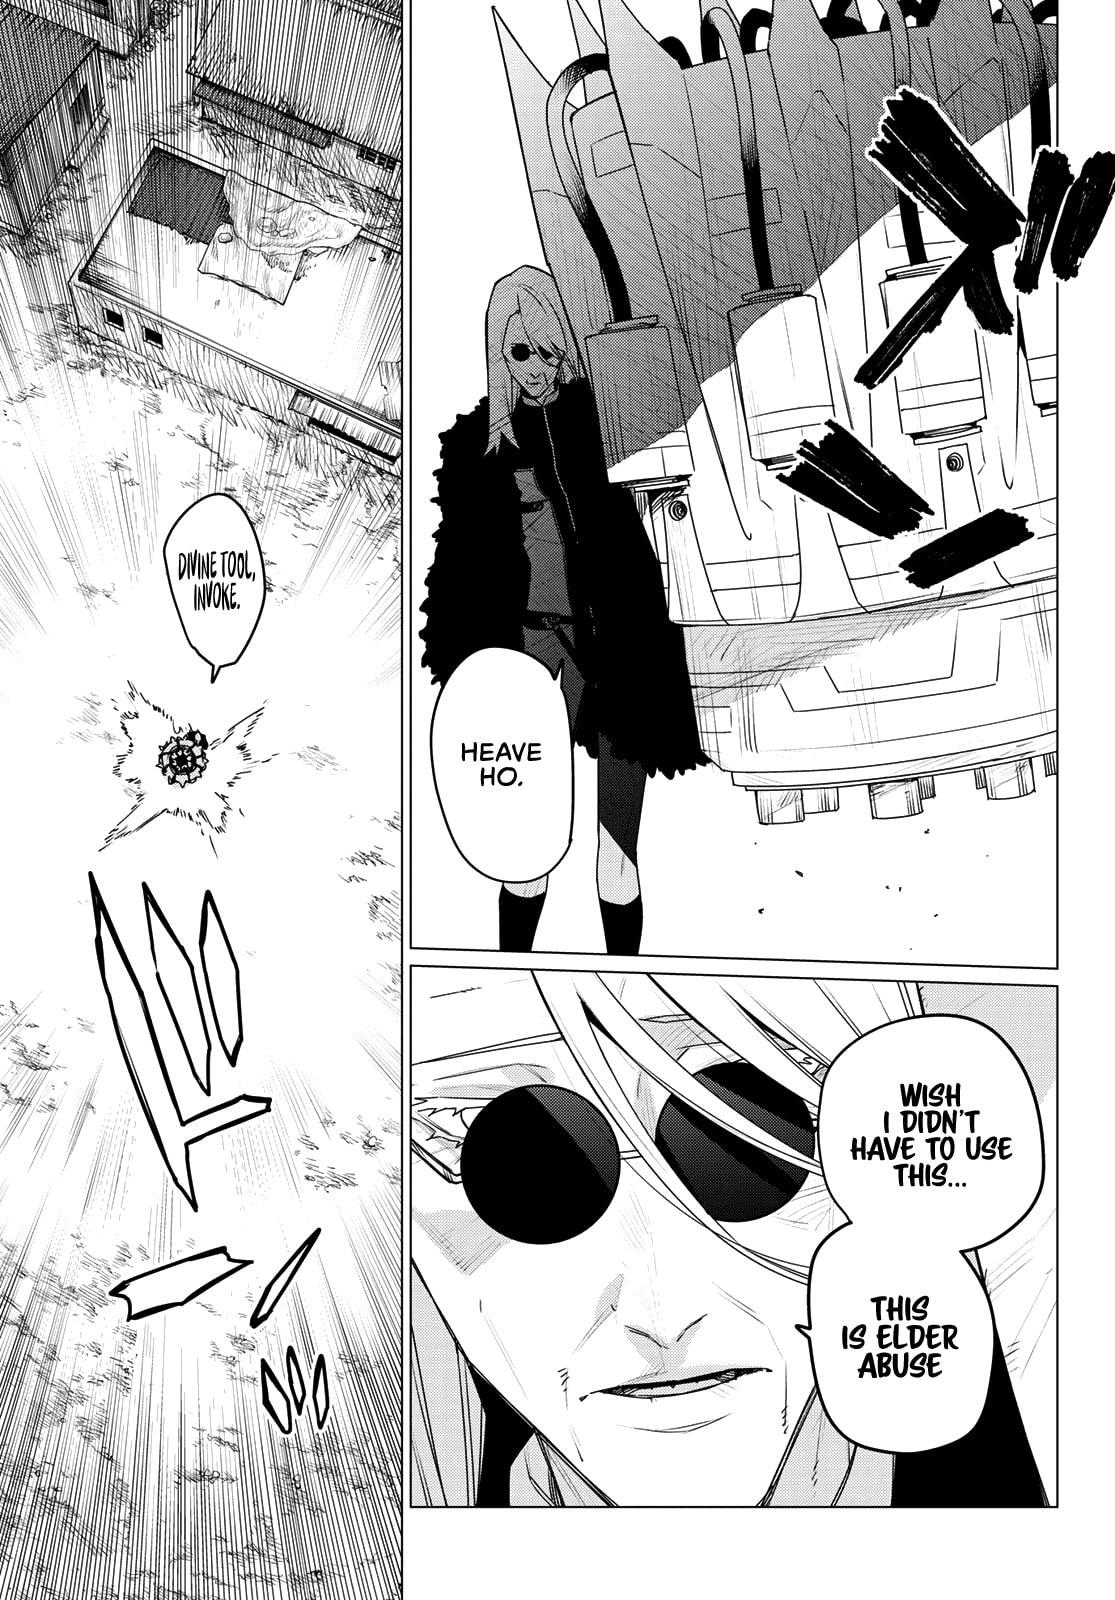 HEAVE
HO.
WISH
I DIDN'T
HAVE TO USE
THIS...
THIS
IS ELDER
ABUSE
DIVINE TOOL,
INVOKE.